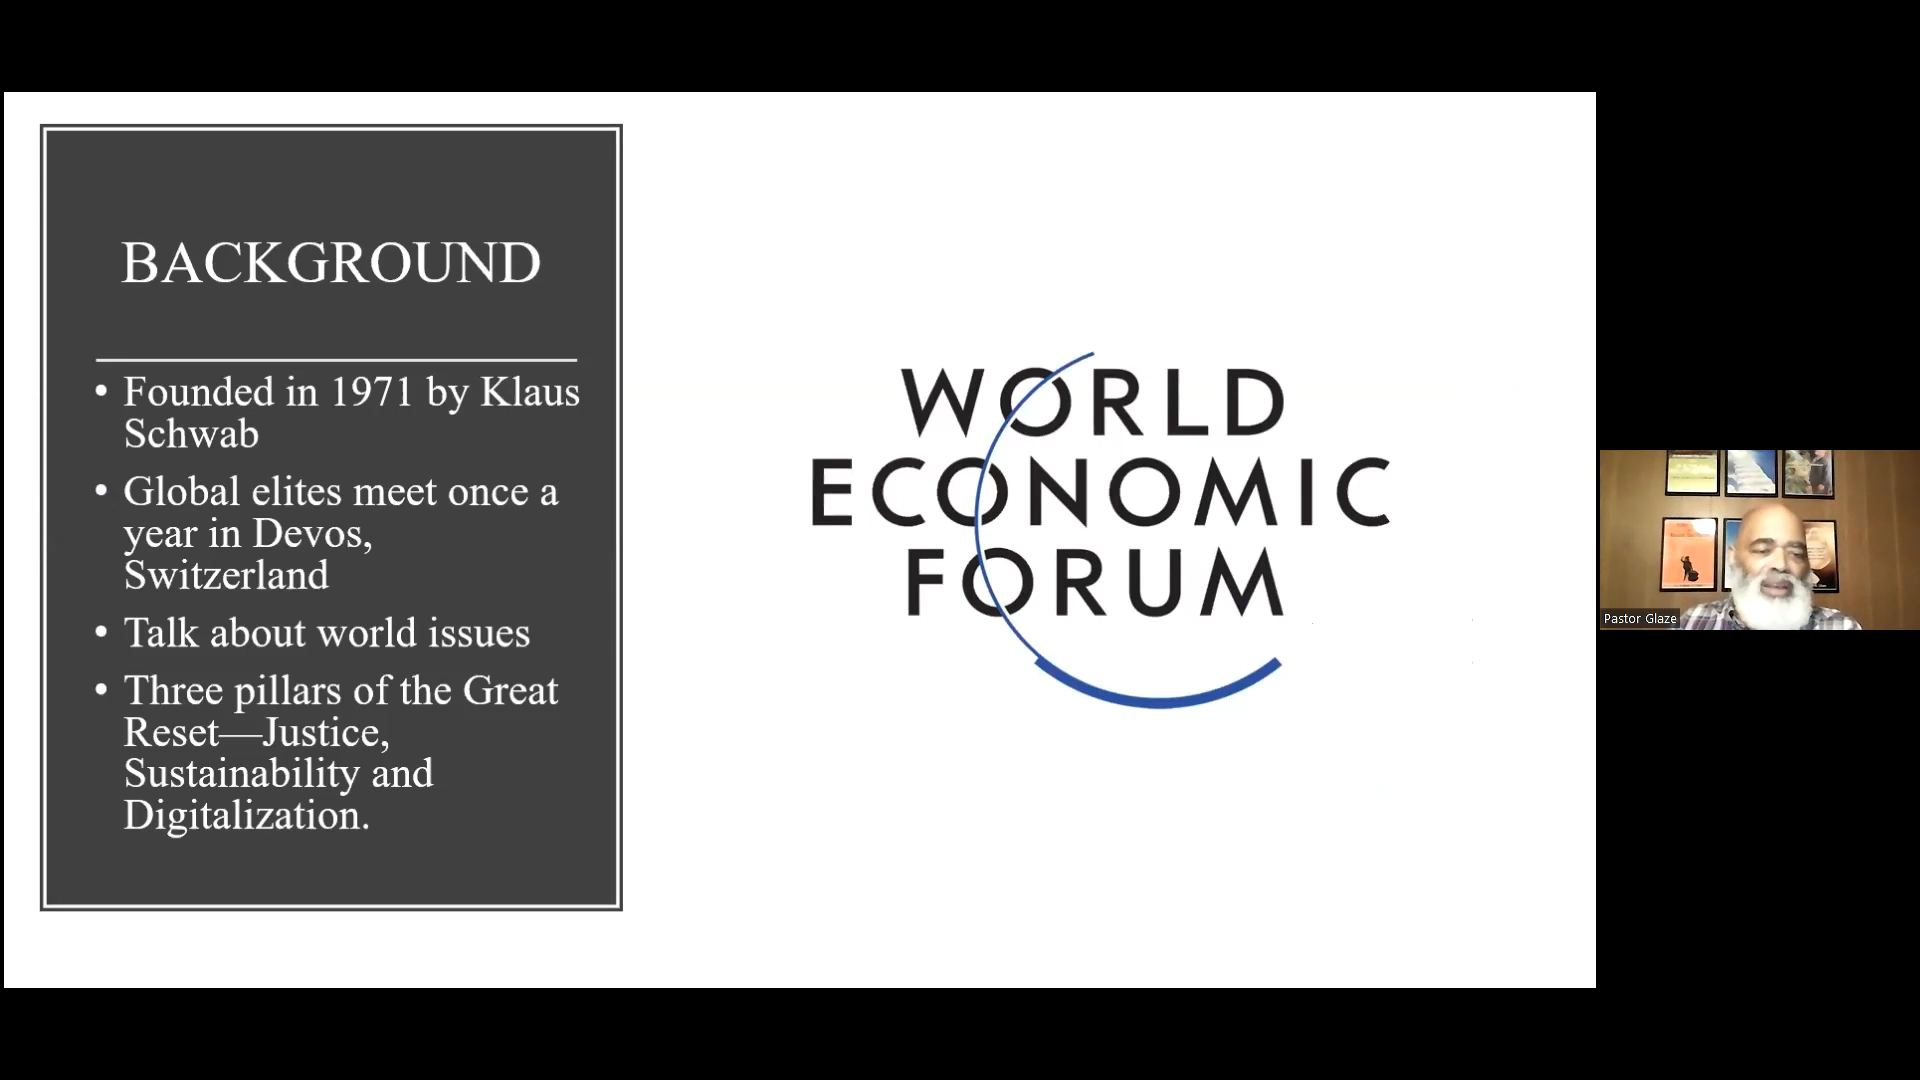 BACKGROUND
• Founded in 1971 by Klaus
Schwab
• Global elites meet once a
year in Devos,
Switzerland
• Talk about world issues
• Three pillars of the Great
Reset—Justice,
Sustainability and
Digitalization.
WORLD
ECONOMIC
FORUM
Pastor Glaze